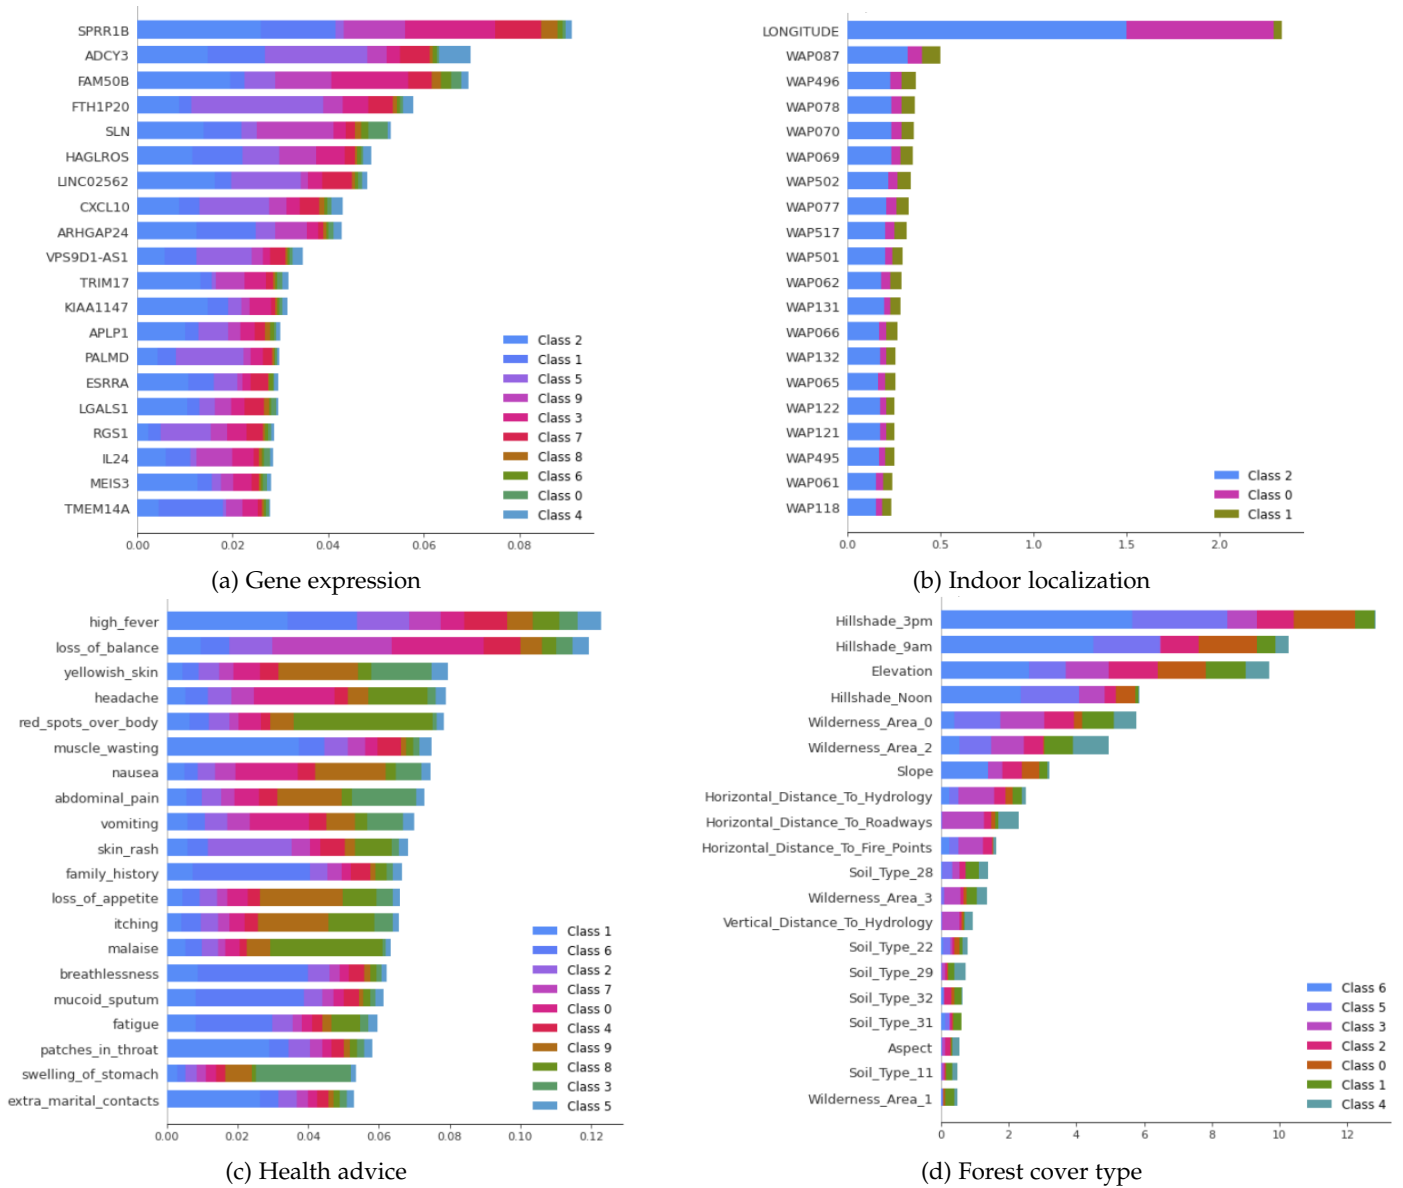 SPRR1B
ADCY3
FAM50B
FTH1P20
SLN
HAGLROS
LINC02562
CXCL10
ARHGAP24
VPS9D1-AS1
TRIM17
KIAA1147
APLP1
PALMD
ESRRA
LGALS1
RGS1
IL24
MEIS3
TMEM14A
Class 2
Class 1
Class 5
Class 9
Class 3
Class 7
Class 8
Class 6
Class 0
Class 4
0.00 0.02 0.04 0.06 0.08
(a) Gene expression
LONGITUDE
WAP087
WAP496
WAP078
WAP070
WAP069
WAP502
WAP077
WAP517
WAP501
WAP062
WAP131
WAP066
WAP132
WAP065
WAP122
WAP121
WAP495
WAP061
WAP118
Class 2
Class 0
Class 1
0.0 0.5 1.0 1.5 2.0
(b) Indoor localization
high_fever
loss_of_balance
yellowish_skin
headache
red_spots_over_body
muscle_wasting
nausea
abdominal_pain
vomiting
skin_rash
family_history
loss_of_appetite
itching
malaise
breathlessness
mucoid_sputum
fatigue
patches_in_throat
swelling_of_stomach
extra_marital_contacts
Class 1
Class 6
Class 2
Class 7
Class 0
Class 4
Class 9
Class 8
Class 3
Class 5
0.00 0.02 0.04 0.06 0.08 0.10 0.12
(c) Health advice
Hillshade_3pm
Hillshade_9am
Elevation
Hillshade_Noon
Wilderness_Area_0
Wilderness_Area_2
Slope
Horizontal_Distance_To_Hydrology
Horizontal_Distance_To_Roadways
Horizontal_Distance_To_Fire_Points
Soil_Type_28
Wilderness_Area_3
Vertical_Distance_To_Hydrology
Soil_Type_22
Soil_Type_29
Soil_Type_32
Soil_Type_31
Aspect
Soil_Type_11
Wilderness_Area_1
Class 6
Class 5
Class 3
Class 2
Class 0
Class 1
Class 4
0 2 4 6 8 10 12
(d) Forest cover type